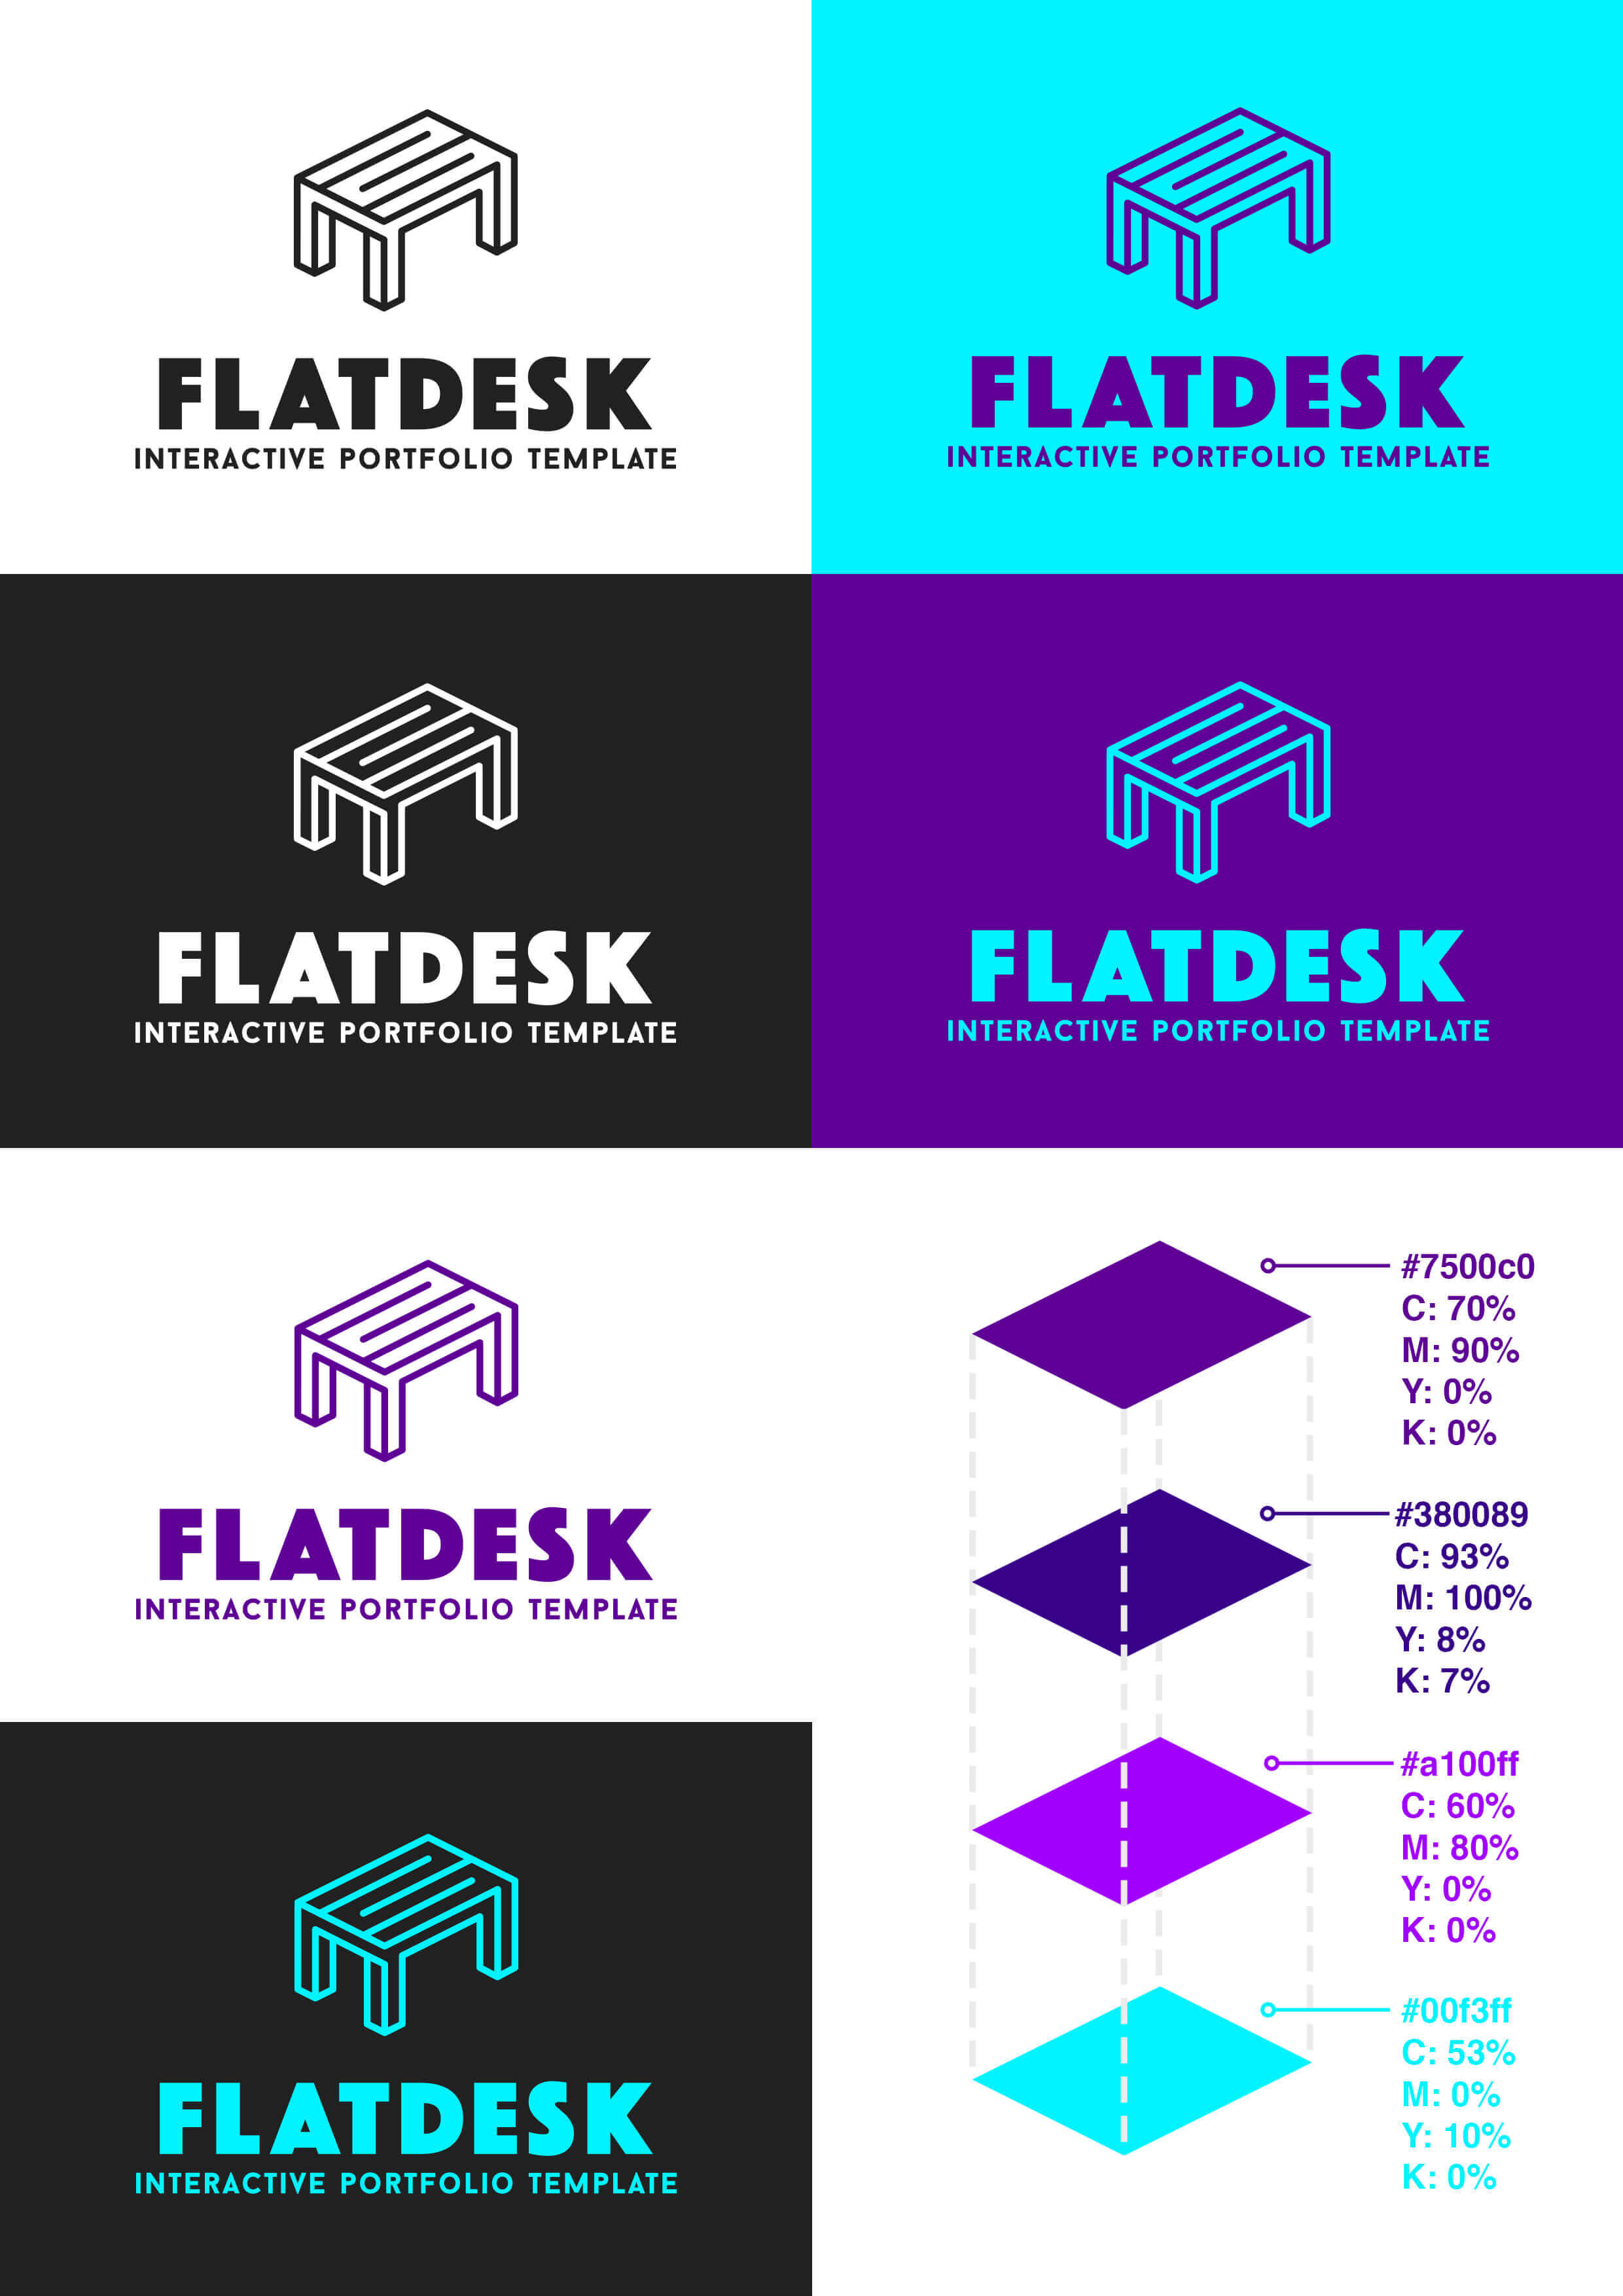 FLATDESK
INTERACTIVE PORTFOLIO TEMPLATE
FLATDESK
INTERACTIVE PORTFOLIO TEMPLATE
FLATDESK
INTERACTIVE PORTFOLIO TEMPLATE
FLATDESK
INTERACTIVE PORTFOLIO TEMPLATE
FLATDESK
INTERACTIVE PORTFOLIO TEMPLATE
#7500c0
C: 70%
M: 90%
Y: 0%
K: 0%
#380089
C: 93%
M: 100%
Y: 8%
K: 7%
#a100ff
C: 60%
M: 80%
Y: 0%
K: 0%
#00f3ff
C: 53%
M: 0%
Y: 10%
K: 0%
FLATDESK
INTERACTIVE PORTFOLIO TEMPLATE